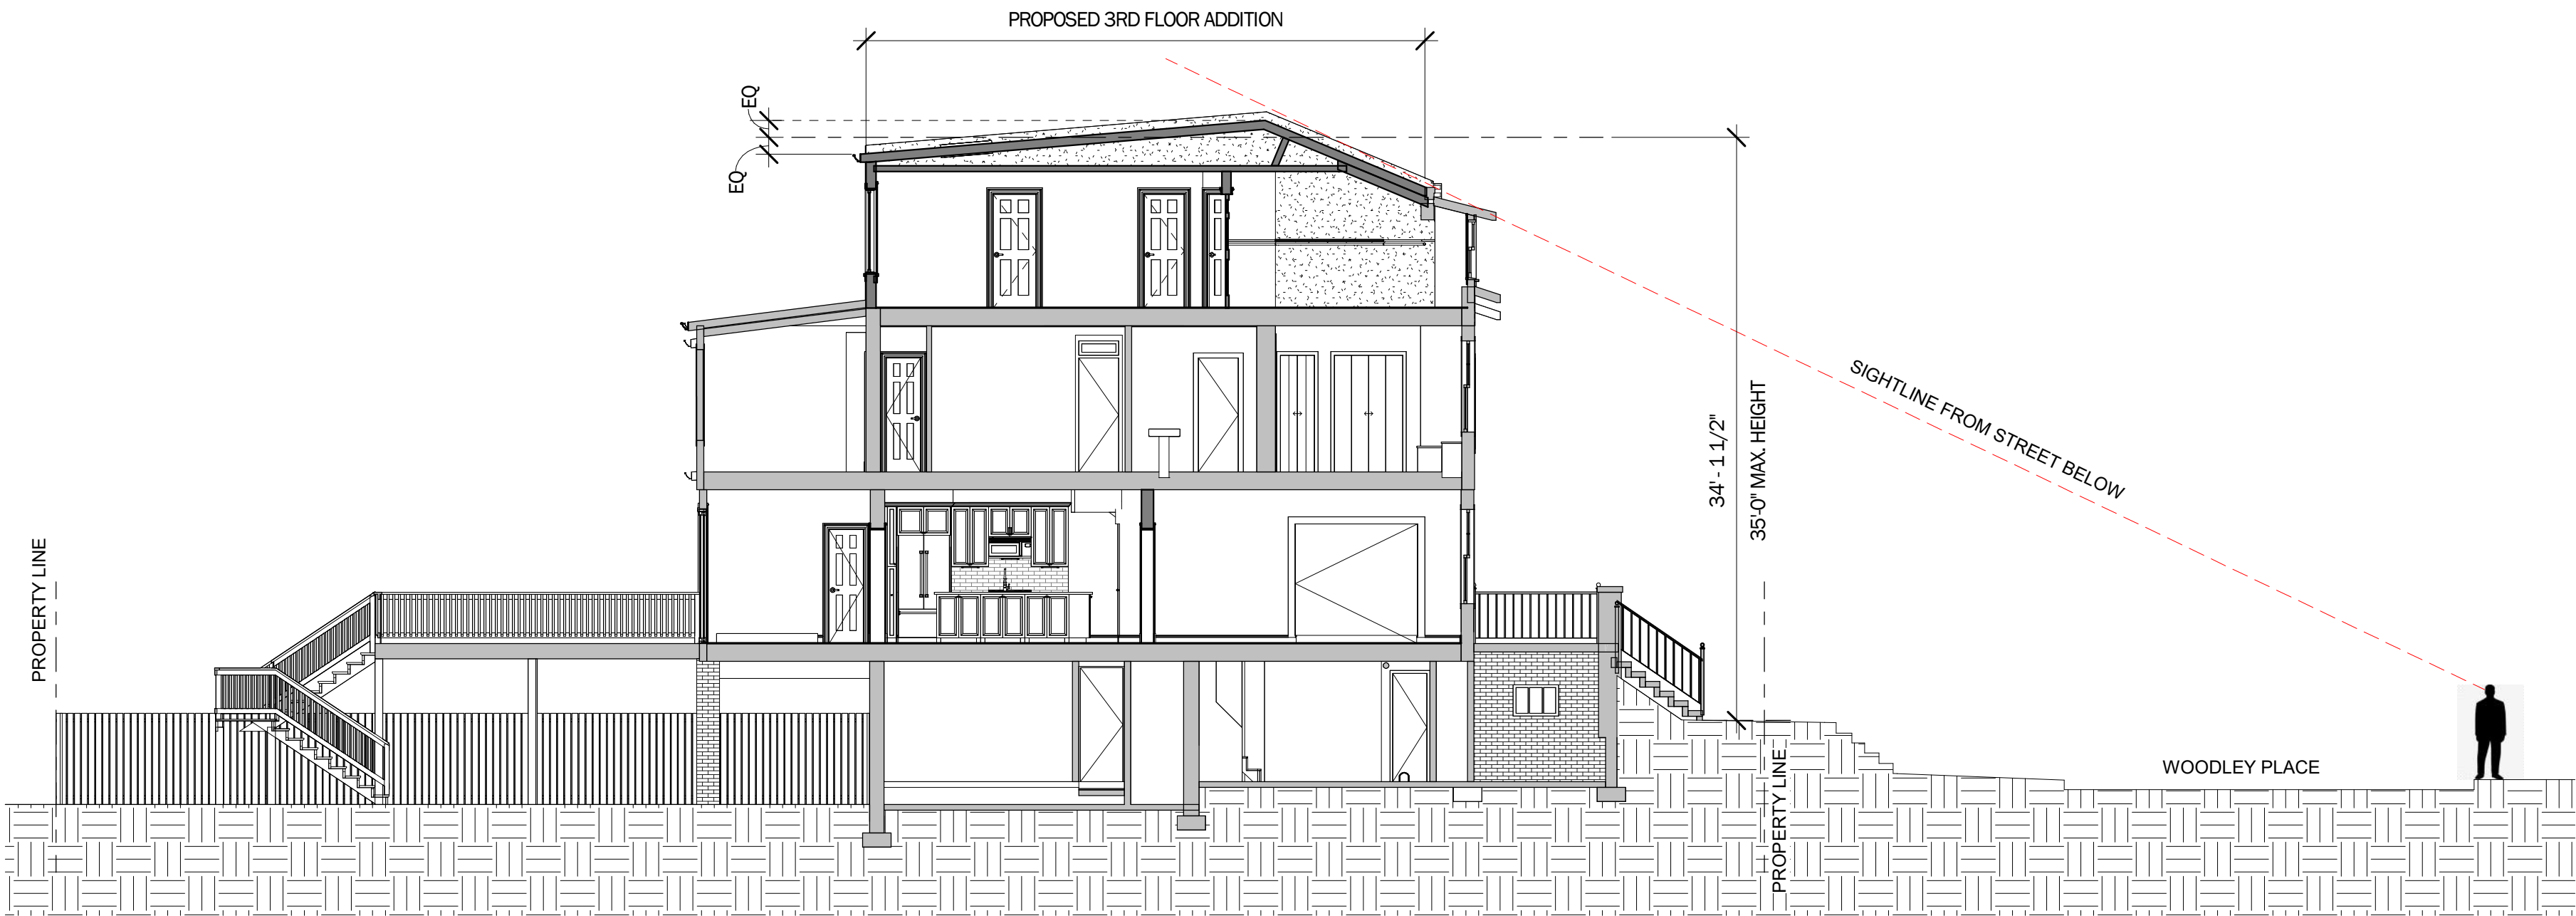 PROPOSED 3RD FLOOR ADDITION
EQ
EQ
SIGHTLINE FROM STREET BELOW
34' - 1 1/2"
35'-0" MAX. HEIGHT
PROPERTY LINE
WOODLEY PLACE
PROPERTY LINE